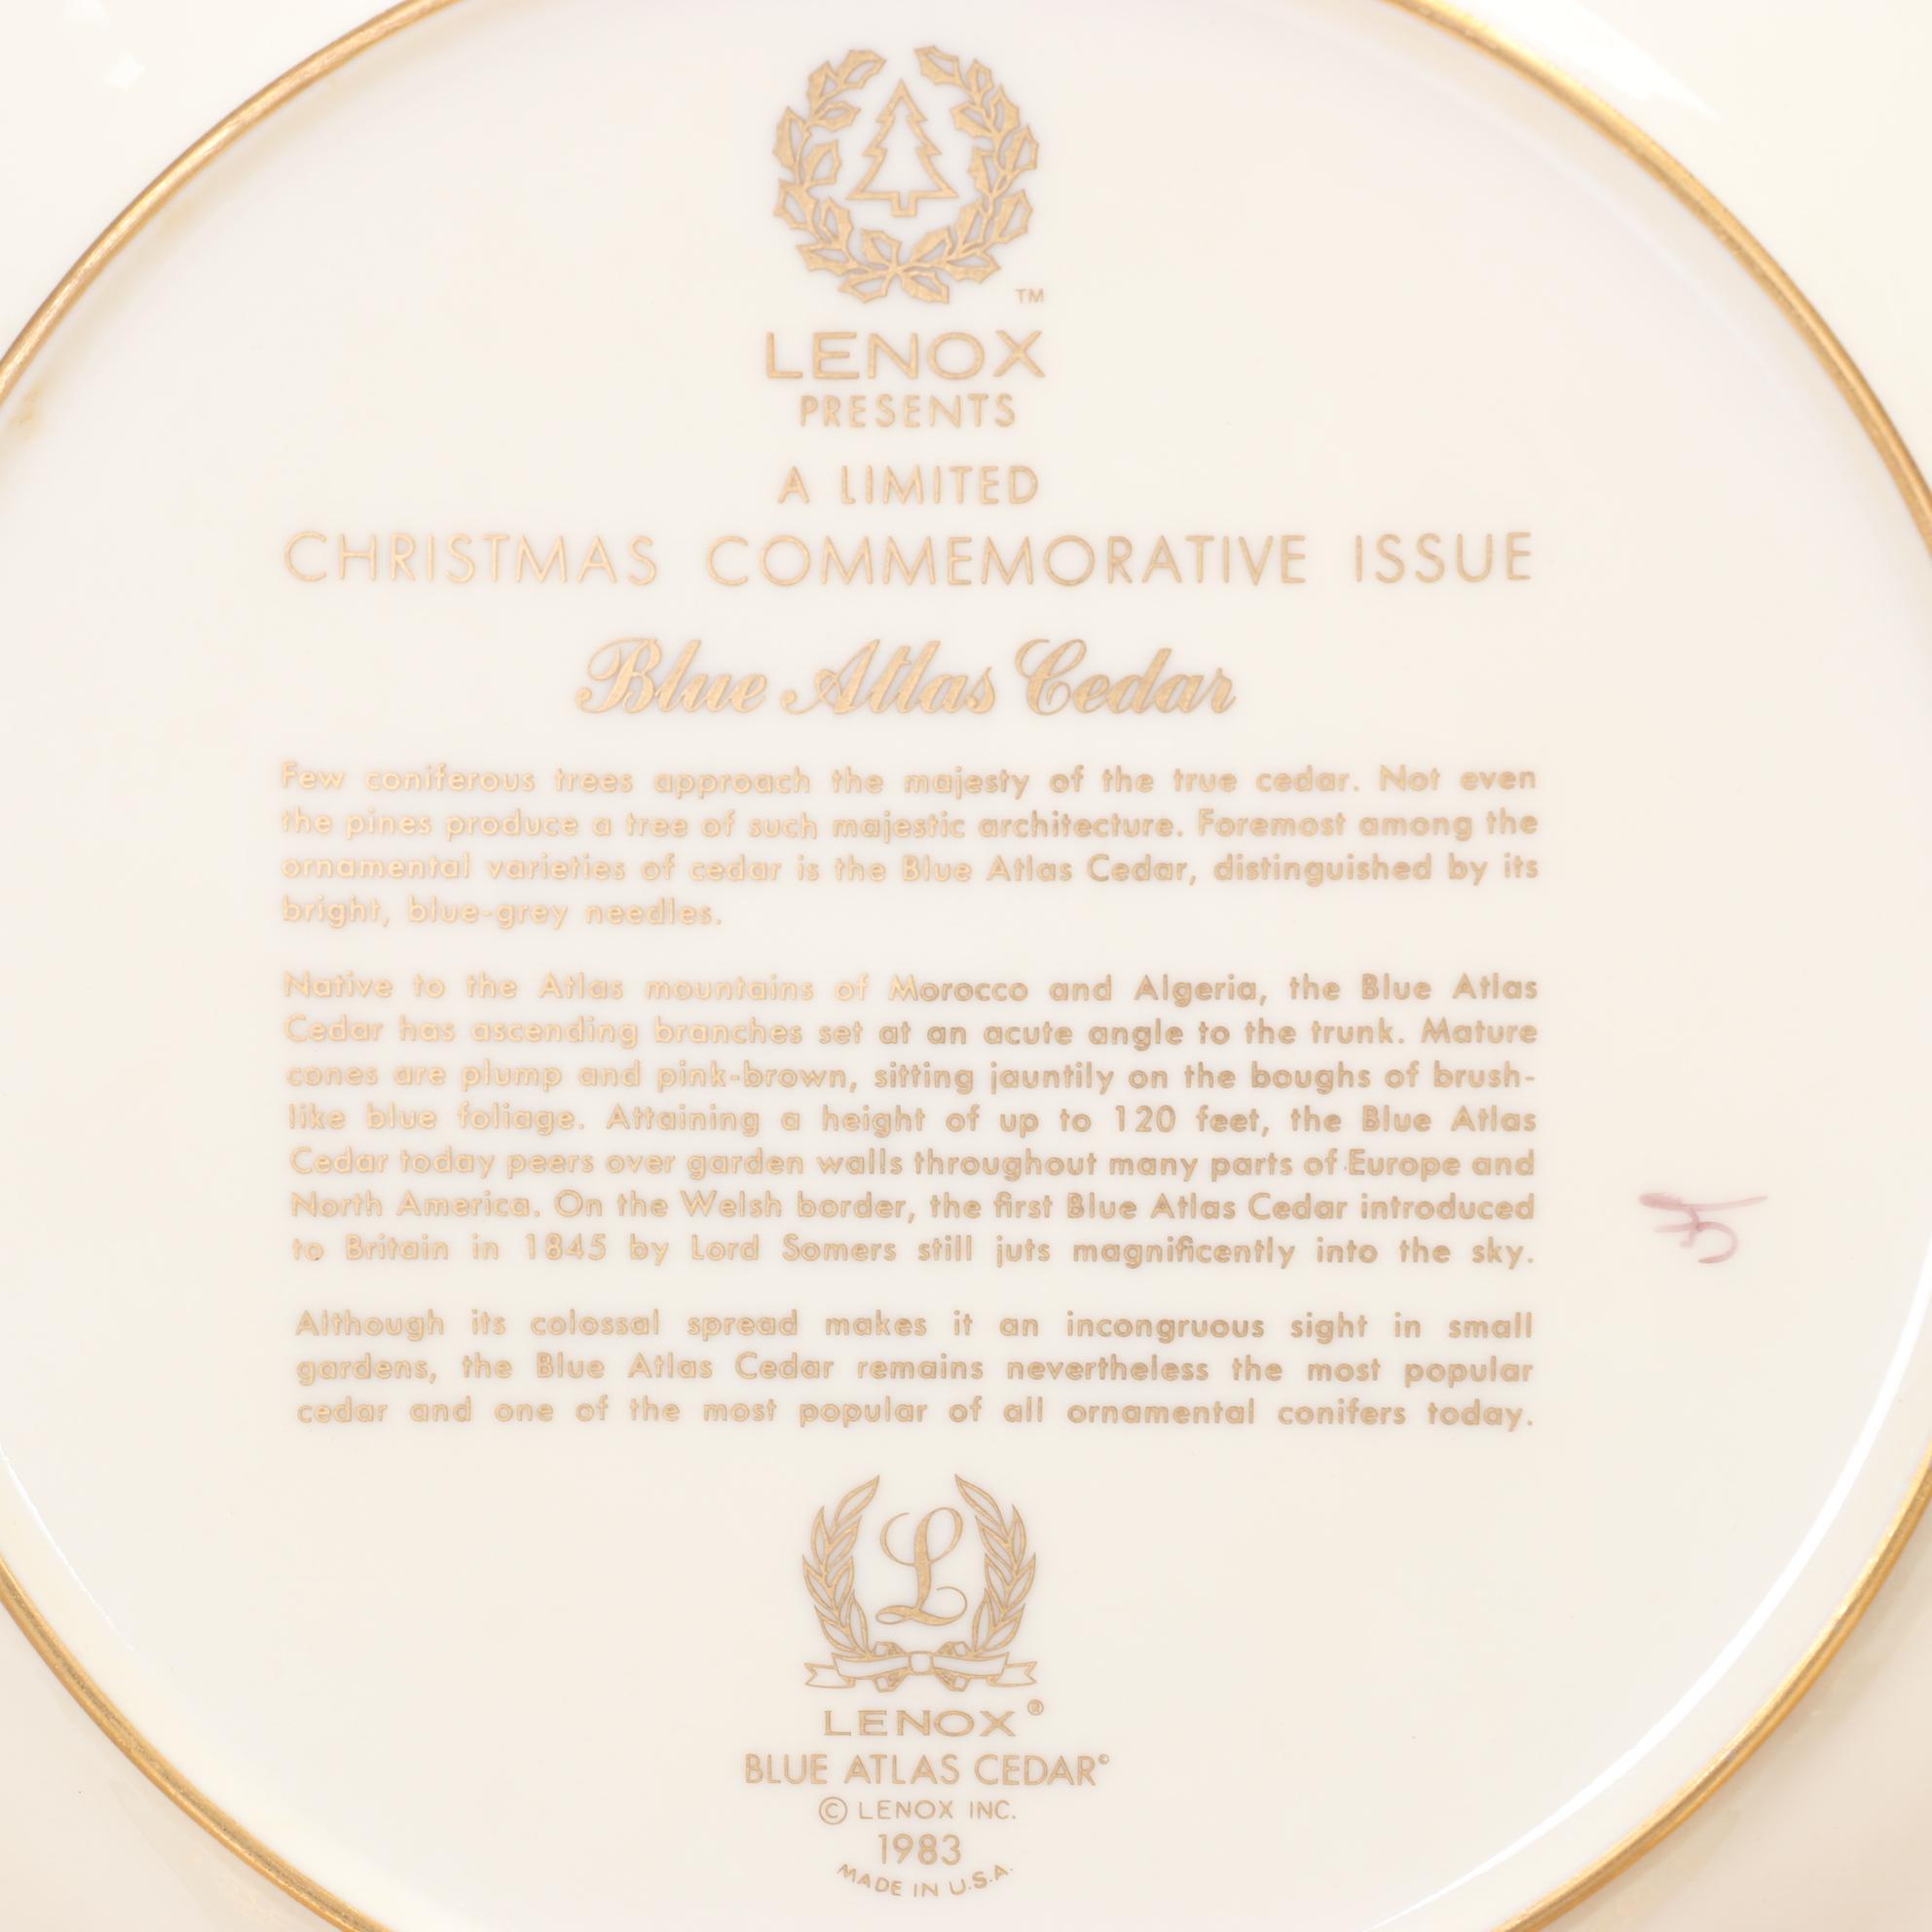 TM
LENOX
PRESENTS
A LIMITED
CHRISTMAS COMMEMORATIVE ISSUE
Blue Atlas Cedar
Few coniferous trees approach the majesty of the true cedar. Not even
the pines produce a tree of such majestic architecture. Foremost among the
ornamental varieties of cedar is the Blue Atlas Cedar, distinguished by its
bright, blue-grey needles.
Native to the Atlas mountains of Morocco and Algeria, the Blue Atlas
Cedar has ascending branches set at an acute angle to the trunk. Mature
cones are plump and pink-brown, sitting jauntily on the boughs of brush-
like blue foliage. Attaining a height of up to 120 feet, the Blue Atlas
Cedar today peers over garden walls throughout many parts of Europe and
North America. On the Welsh border, the first Blue Atlas Cedar introduced
to Britain in 1845 by Lord Somers still juts magnificently into the sky.
Although its colossal spread makes it an incongruous sight in small
gardens, the Blue Atlas Cedar remains nevertheless the most popular
cedar and one of the most popular of all ornamental conifers today.
L
LENOX®
BLUE ATLAS CEDAR©
© LENOX INC.
1983
MADE IN U.S.A.